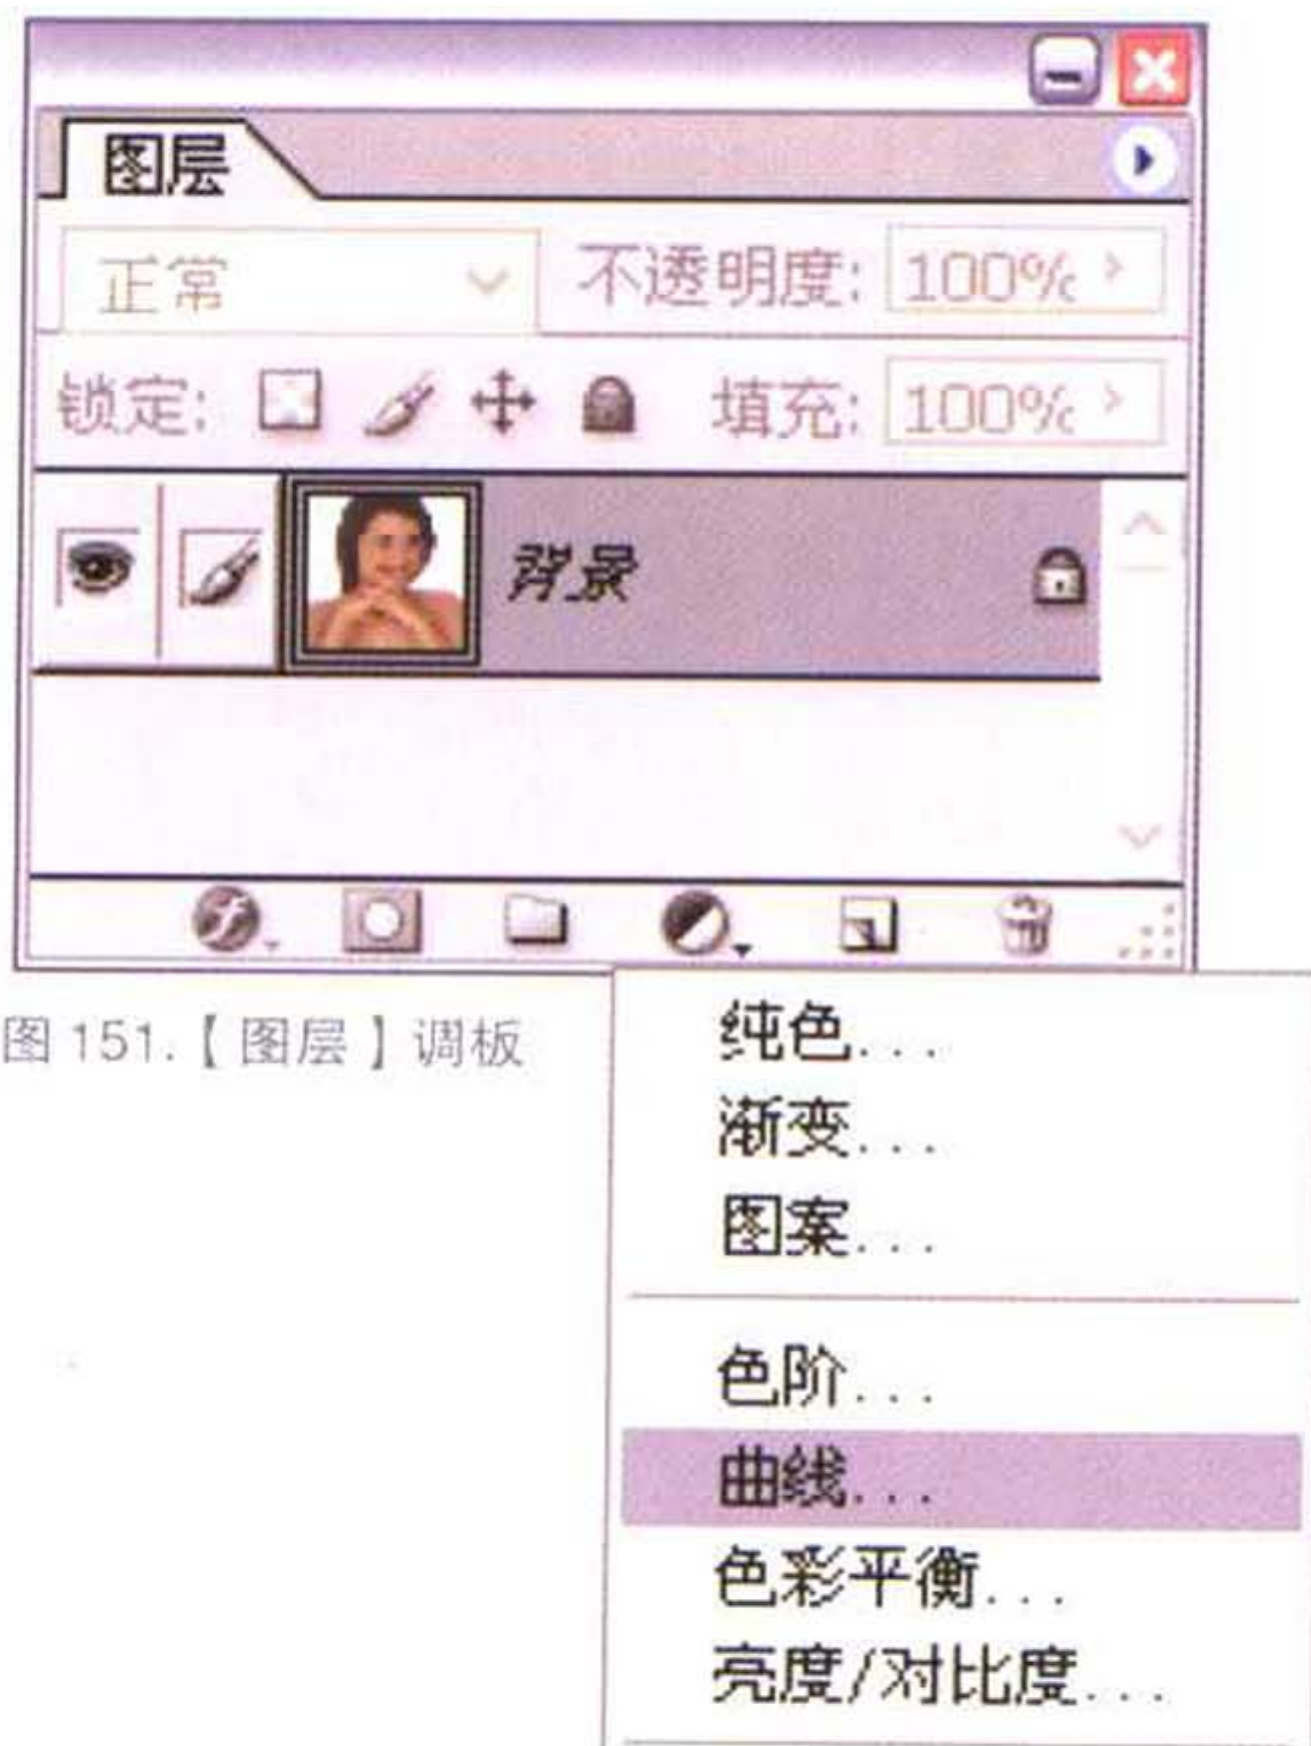 图层
正常 不透明度: 100%
锁定: 填充: 100%
背景
图 151.【图层】调板
纯色...
渐变...
图案...
色阶...
曲线...
色彩平衡...
亮度/对比度...